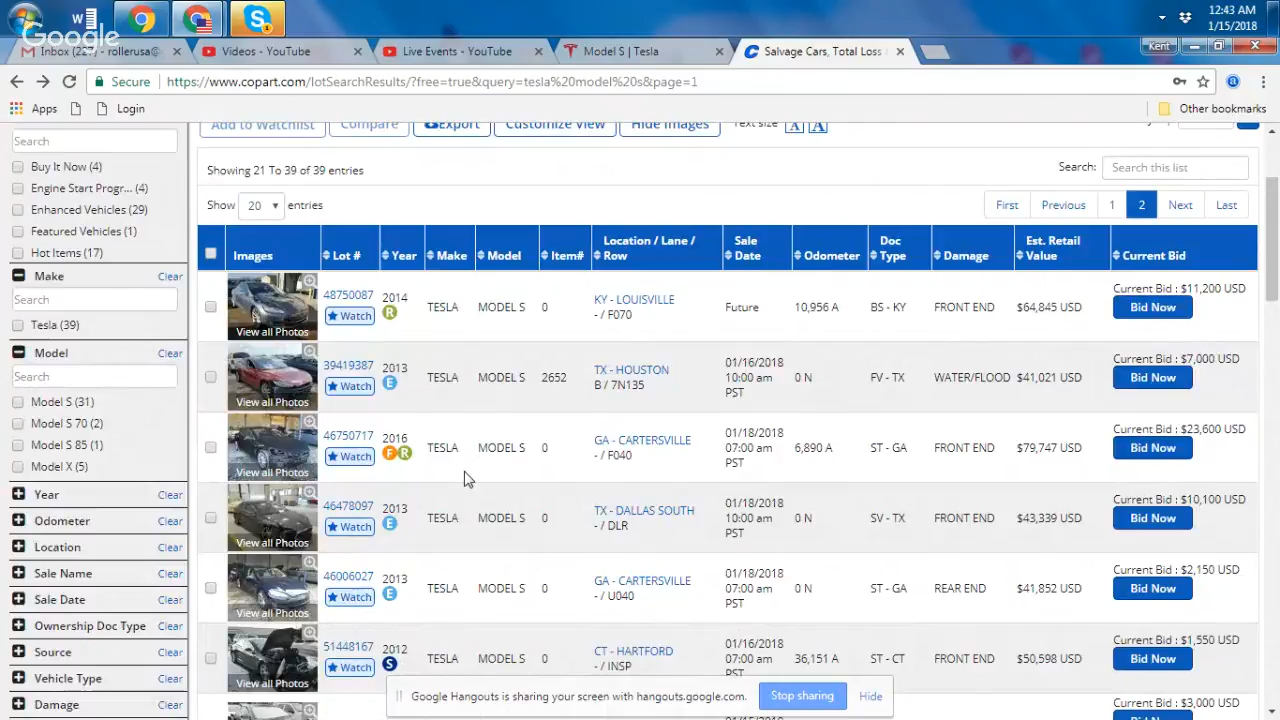 12:43 AM
1/15/2018
Google
Inbox (22) - rollerusa@
Videos - YouTube
Live Events - YouTube
Model S | Tesla
Salvage Cars, Total Loss
Kent
Secure
https://www.copart.com/lotSearchResults/?free=true&query=tesla%20model%20s&page=1
Apps
Login
Other bookmarks
Add to Watchlist
Compare
Export
Customize View
Hide Images
Text size A A
Search
Buy It Now (4)
Engine Start Progr... (4)
Enhanced Vehicles (29)
Featured Vehicles (1)
Hot Items (17)
Make Clear
Search
Tesla (39)
Model Clear
Search
Model S (31)
Model S 70 (2)
Model S 85 (1)
Model X (5)
Year Clear
Odometer Clear
Location Clear
Sale Name Clear
Sale Date Clear
Ownership Doc Type Clear
Source Clear
Vehicle Type Clear
Damage Clear
Showing 21 To 39 of 39 entries
Search: Search this list
Show 20 entries
First Previous 1 2 Next Last
Images Lot # Year Make Model Item# Location / Lane / Row Sale Date Odometer Doc Type Damage Est. Retail Value Current Bid
View all Photos 48750087 Watch 2014 R TESLA MODEL S 0 KY - LOUISVILLE - / F070 Future 10,956 A BS - KY FRONT END $64,845 USD Current Bid : $11,200 USD Bid Now
View all Photos 39419387 Watch 2013 E TESLA MODEL S 2652 TX - HOUSTON B / 7N135 01/16/2018 10:00 am PST 0 N FV - TX WATER/FLOOD $41,021 USD Current Bid : $7,000 USD Bid Now
View all Photos 46750717 Watch 2016 F R TESLA MODEL S 0 GA - CARTERSVILLE - / F040 01/18/2018 07:00 am PST 6,890 A ST - GA FRONT END $79,747 USD Current Bid : $23,600 USD Bid Now
View all Photos 46478097 Watch 2013 E TESLA MODEL S 0 TX - DALLAS SOUTH - / DLR 01/18/2018 10:00 am PST 0 N SV - TX FRONT END $43,339 USD Current Bid : $10,100 USD Bid Now
View all Photos 46006027 Watch 2013 E TESLA MODEL S 0 GA - CARTERSVILLE - / U040 01/18/2018 07:00 am PST 0 N ST - GA REAR END $41,852 USD Current Bid : $2,150 USD Bid Now
View all Photos 51448167 Watch 2012 S TESLA MODEL S 0 CT - HARTFORD - / INSP 01/16/2018 07:00 am PST 36,151 A ST - CT FRONT END $50,598 USD Current Bid : $1,550 USD Bid Now
Current Bid : $3,000 USD
Google Hangouts is sharing your screen with hangouts.google.com. Stop sharing Hide